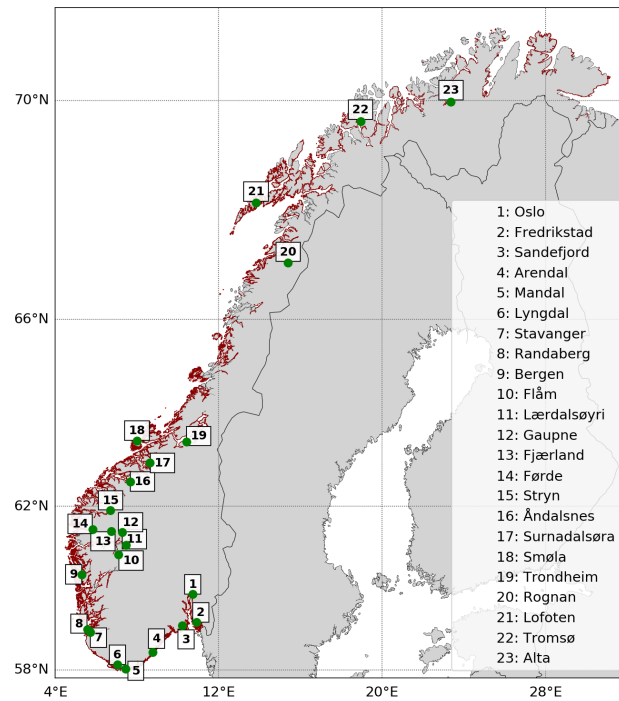 70°N
66°N
62°N
58°N
4°E
12°E
20°E
28°E
23
22
21
20
18
19
17
16
15
14
12
13
11
10
9
1
2
8
7
3
4
6
5
1: Oslo
2: Fredrikstad
3: Sandefjord
4: Arendal
5: Mandal
6: Lyngdal
7: Stavanger
8: Randaberg
9: Bergen
10: Flåm
11: Lærdalsøyri
12: Gaupne
13: Fjærland
14: Førde
15: Stryn
16: Åndalsnes
17: Surnadalsøra
18: Smøla
19: Trondheim
20: Rognan
21: Lofoten
22: Tromsø
23: Alta